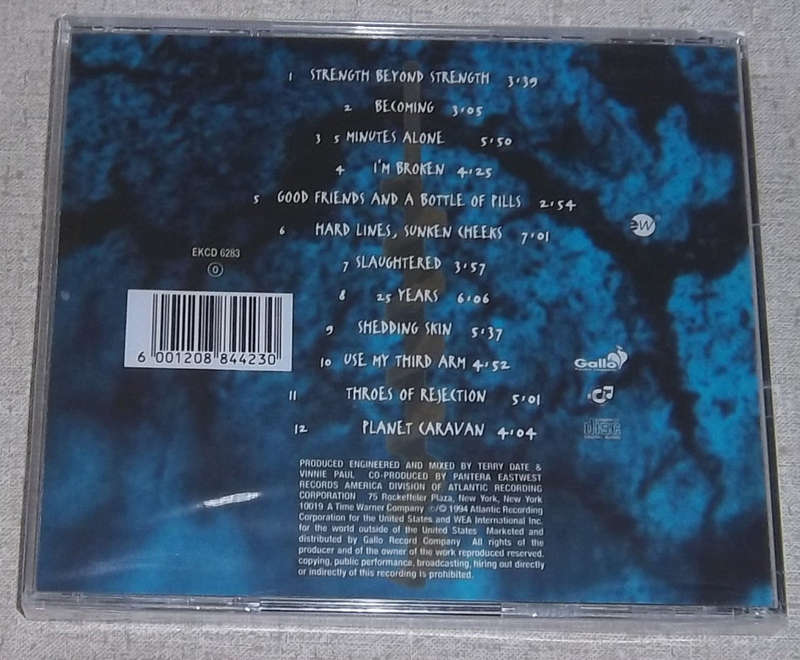 1 STRENGTH BEYOND STRENGTH 3:39
2 BECOMING 3:05
3 5 MINUTES ALONE 5:50
4 I'M BROKEN 4:25
5 GOOD FRIENDS AND A BOTTLE OF PILLS 2:54
6 HARD LINES, SUNKEN CHEEKS 7:01
7 SLAUGHTERED 3:57
8 25 YEARS 6:06
9 SHEDDING SKIN 5:37
10 USE MY THIRD ARM 4:52
11 THROES OF REJECTION 5:01
12 PLANET CARAVAN 4:04
ew
EKCD 6283
0
6 001208 844230
Gallo
disc
PRODUCED ENGINEERED AND MIXED BY TERRY DATE &
VINNIE PAUL CO-PRODUCED BY PANTERA EASTWEST
RECORDS AMERICA DIVISION OF ATLANTIC RECORDING
CORPORATION 75 Rockeffeler Plaza, New York, New York
10019 A Time Warner Company ℗/© 1994 Atlantic Recording
Corporation for the United States and WEA International Inc.
for the world outside of the United States Marketed and
distributed by Gallo Record Company All rights of the
producer and of the owner of the work reproduced reserved.
copying, public performance, broadcasting, hiring out directly
or indirectly of this recording is prohibited.